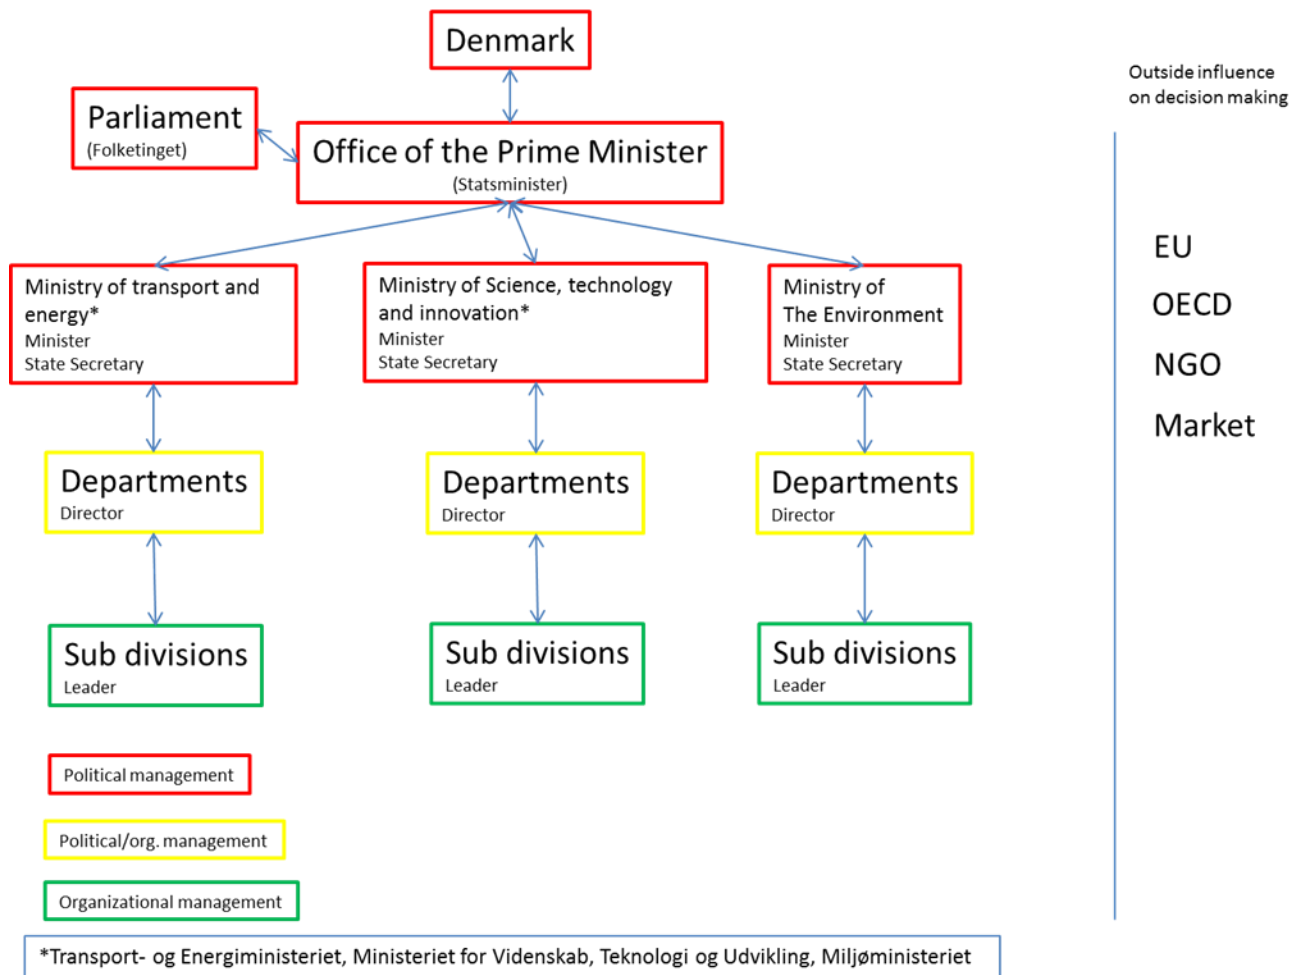 Denmark
Outside influence
on decision making
Parliament
(Folketinget)
Office of the Prime Minister
(Statsminister)
EU
OECD
NGO
Market
Ministry of transport and
energy*
Minister
State Secretary
Ministry of Science, technology
and innovation*
Minister
State Secretary
Ministry of
The Environment
Minister
State Secretary
Departments
Director
Departments
Director
Departments
Director
Sub divisions
Leader
Sub divisions
Leader
Sub divisions
Leader
Political management
Political/org. management
Organizational management
*Transport- og Energiministeriet, Ministeriet for Videnskab, Teknologi og Udvikling, Miljøministeriet